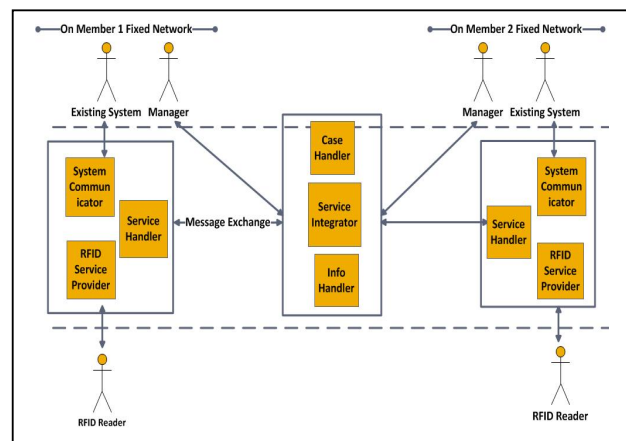 On Member 1 Fixed Network
On Member 2 Fixed Network
Existing System
Manager
Manager
Existing System
System
Communic
ator
Service
Handler
RFID
Service
Provider
Message Exchange
Case
Handler
Service
Integrator
Info
Handler
Service
Handler
System
Communic
ator
RFID
Service
Provider
RFID Reader
RFID Reader